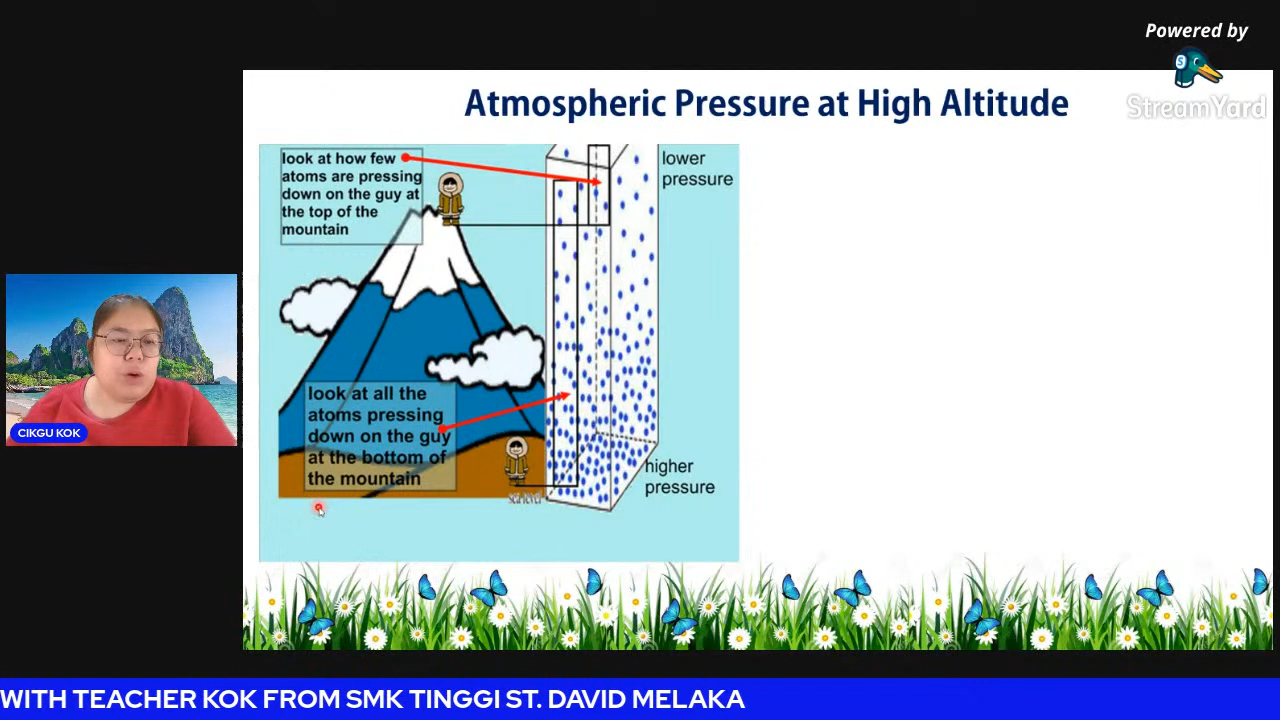 Powered by
StreamYard
Atmospheric Pressure at High Altitude
look at how few
atoms are pressing
down on the guy at
the top of the
mountain
lower
pressure
look at all the
atoms pressing
down on the guy
at the bottom of
the mountain
higher
pressure
sea level
CIKGU KOK
WITH TEACHER KOK FROM SMK TINGGI ST. DAVID MELAKA